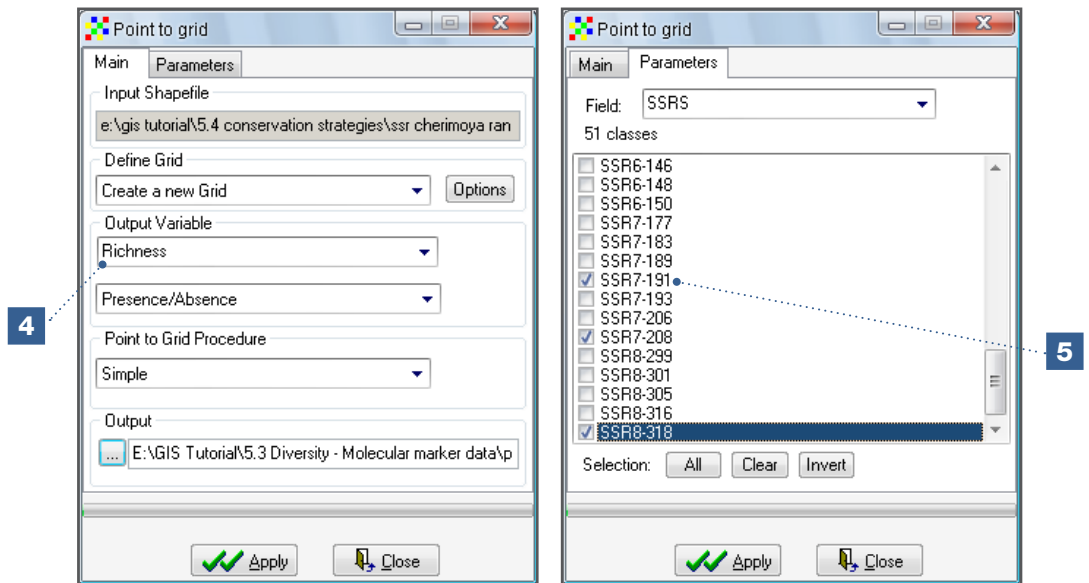 Point to grid
Main Parameters
Input Shapefile
e:\gis tutorial\5.4 conservation strategies\ssr cherimoya ran
Define Grid
Create a new Grid Options
Output Variable
Richness
4
Presence/Absence
Point to Grid Procedure
Simple
Output
... E:\GIS Tutorial\5.3 Diversity - Molecular marker data\p
Apply Close
Point to grid
Main Parameters
Field: SSRS
51 classes
SSR6-146
SSR6-148
SSR6-150
SSR7-177
SSR7-183
SSR7-189
SSR7-191
SSR7-193
SSR7-206
5
SSR7-208
SSR8-299
SSR8-301
SSR8-305
SSR8-316
SSR8-318
Selection: All Clear Invert
Apply Close